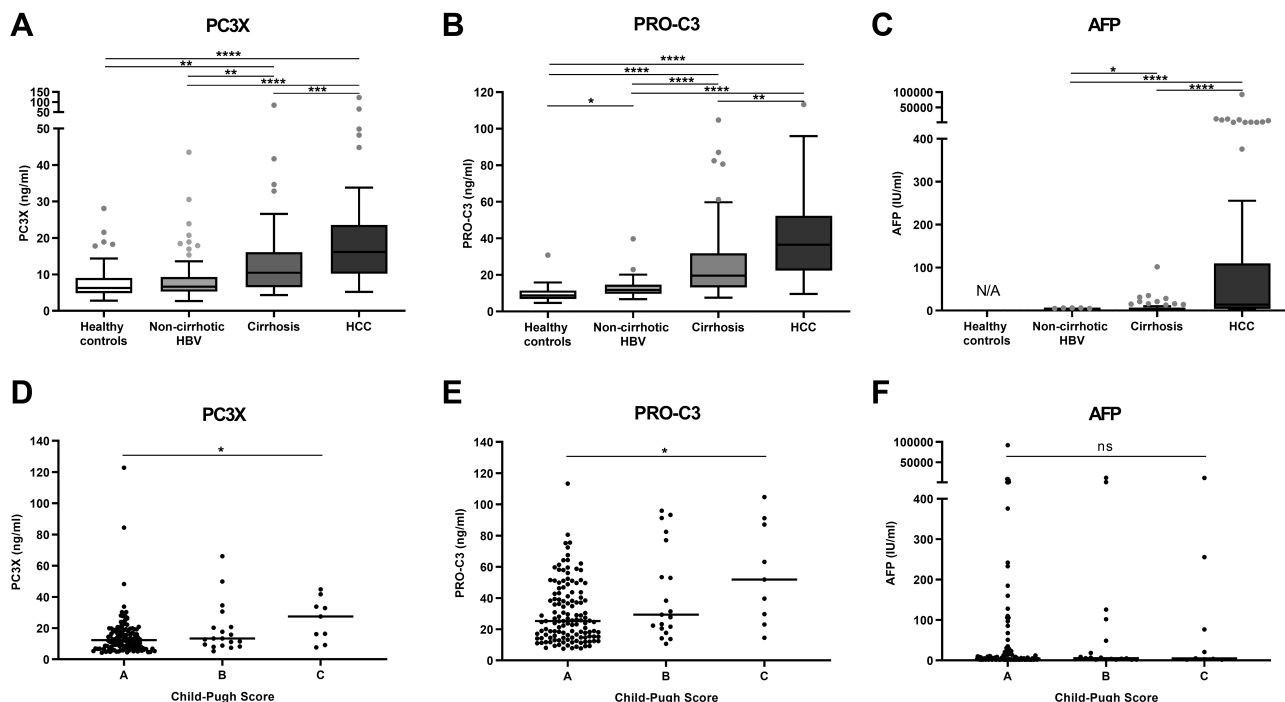 A
PC3X
****
**
**
****
***
150
100
50
50
40
30
20
10
0
PC3X (ng/ml)
Healthy controls
Non-cirrhotic HBV
Cirrhosis
HCC
B
PRO-C3
****
****
****
****
**
*
120
100
80
60
40
20
0
PRO-C3 (ng/ml)
Healthy controls
Non-cirrhotic HBV
Cirrhosis
HCC
C
AFP
*
****
****
100000
50000
400
300
200
100
0
AFP (IU/ml)
N/A
Healthy controls
Non-cirrhotic HBV
Cirrhosis
HCC
D
PC3X
*
140
120
100
80
60
40
20
0
PC3X (ng/ml)
A B C
Child-Pugh Score
E
PRO-C3
*
140
120
100
80
60
40
20
0
PRO-C3 (ng/ml)
A B C
Child-Pugh Score
F
AFP
ns
100000
50000
400
300
200
100
0
AFP (IU/ml)
A B C
Child-Pugh Score